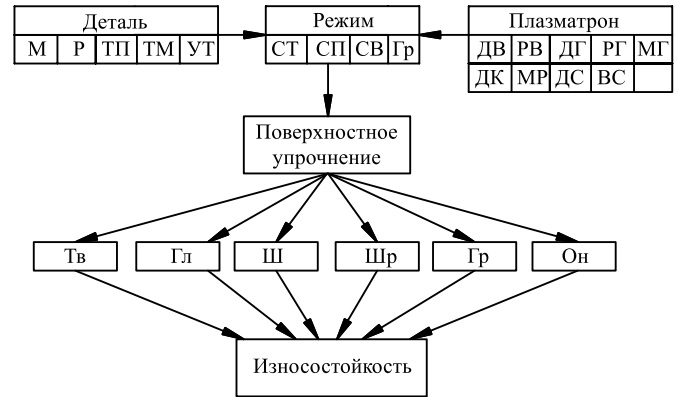 Деталь Режим Плазматрон
М Р ТП ТМ УТ СТ СП СВ Гр ДВ РВ ДГ РГ МГ
ДК МР ДС ВС
Поверхностное
упрочнение
Тв Гл Ш Шр Гр Он
Износостойкость